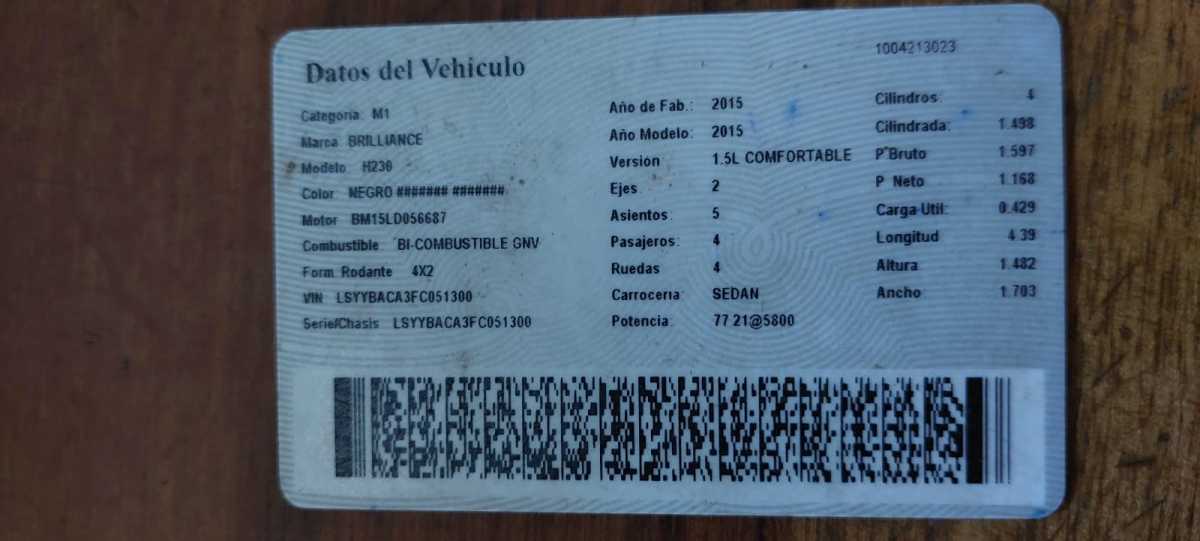 1004213023
Datos del Vehículo
Categoria: M1
Marca BRILLIANCE
Modelo H230
Color NEGRO ####### #######
Motor BM15LD056687
Combustible BI-COMBUSTIBLE GNV
Form. Rodante 4X2
VIN LSYYBACA3FC051300
Serie/Chasis LSYYBACA3FC051300
Año de Fab.: 2015
Año Modelo: 2015
Versión 1.5L COMFORTABLE
Ejes 2
Asientos: 5
Pasajeros: 4
Ruedas 4
Carrocería: SEDAN
Potencia: 77.21@5800
Cilindros: 4
Cilindrada: 1.498
P.Bruto 1.597
P. Neto 1.168
Carga Util: 0.429
Longitud 4.39
Altura 1.482
Ancho 1.703